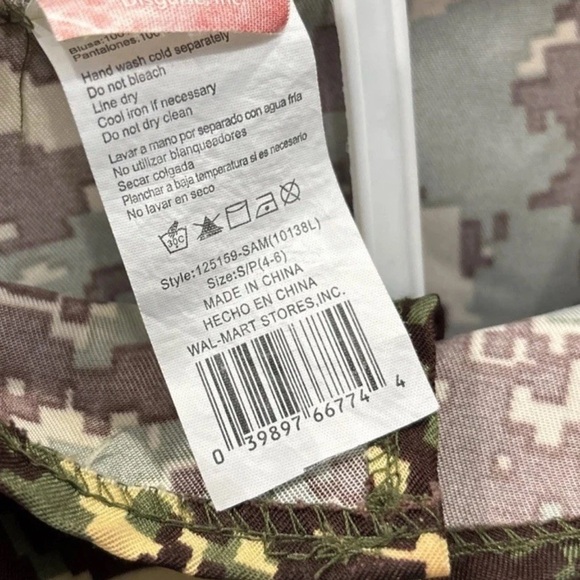 Blusa:100
Pantalones:100
Hand wash cold separately
Do not bleach
Line dry
Cool iron if necessary
Do not dry clean
Lavar a mano por separado con agua fría
No utilizar blanqueadores
Secar colgada
Planchar a baja temperatura si es necesario
No lavar en seco
30C
Style:125159-SAM(10138L)
Size:S/P(4-6)
MADE IN CHINA
HECHO EN CHINA
WAL-MART STORES,INC.
0 39897 66774 4